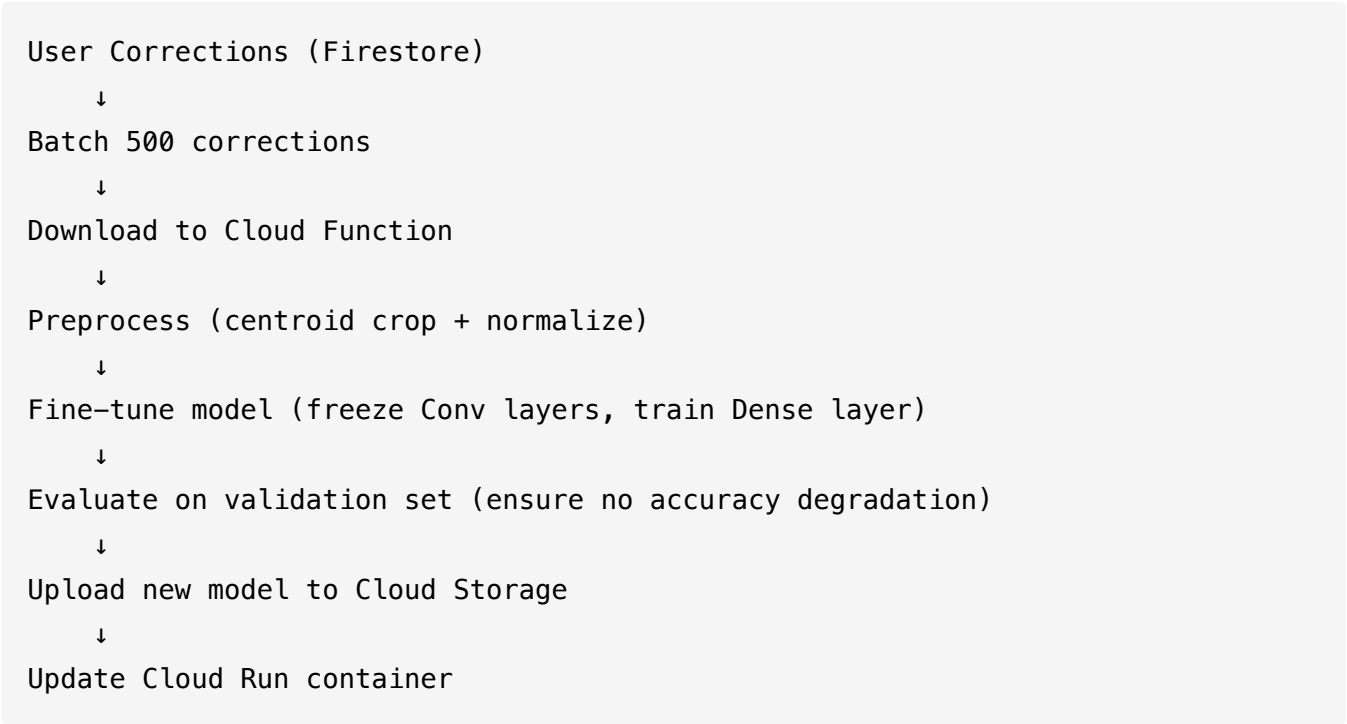 User Corrections (Firestore)
↓
Batch 500 corrections
↓
Download to Cloud Function
↓
Preprocess (centroid crop + normalize)
↓
Fine-tune model (freeze Conv layers, train Dense layer)
↓
Evaluate on validation set (ensure no accuracy degradation)
↓
Upload new model to Cloud Storage
↓
Update Cloud Run container